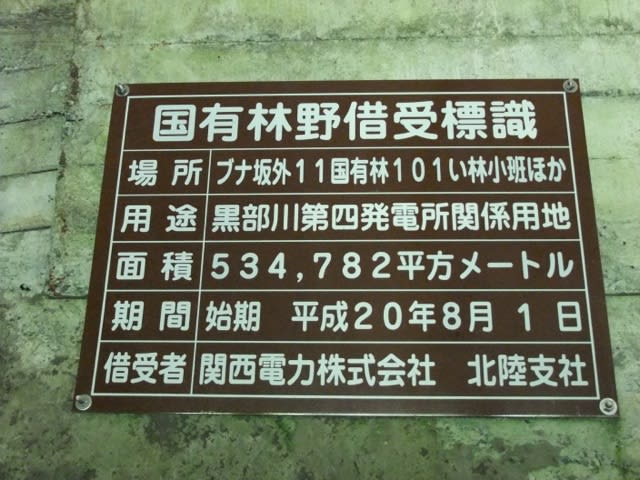 国有林野借受標識
場所 ブナ坂外11国有林101い林小班ほか
用途 黒部川第四発電所関係用地
面積 534,782平方メートル
期間 始期 平成20年8月1日
借受者 関西電力株式会社 北陸支社